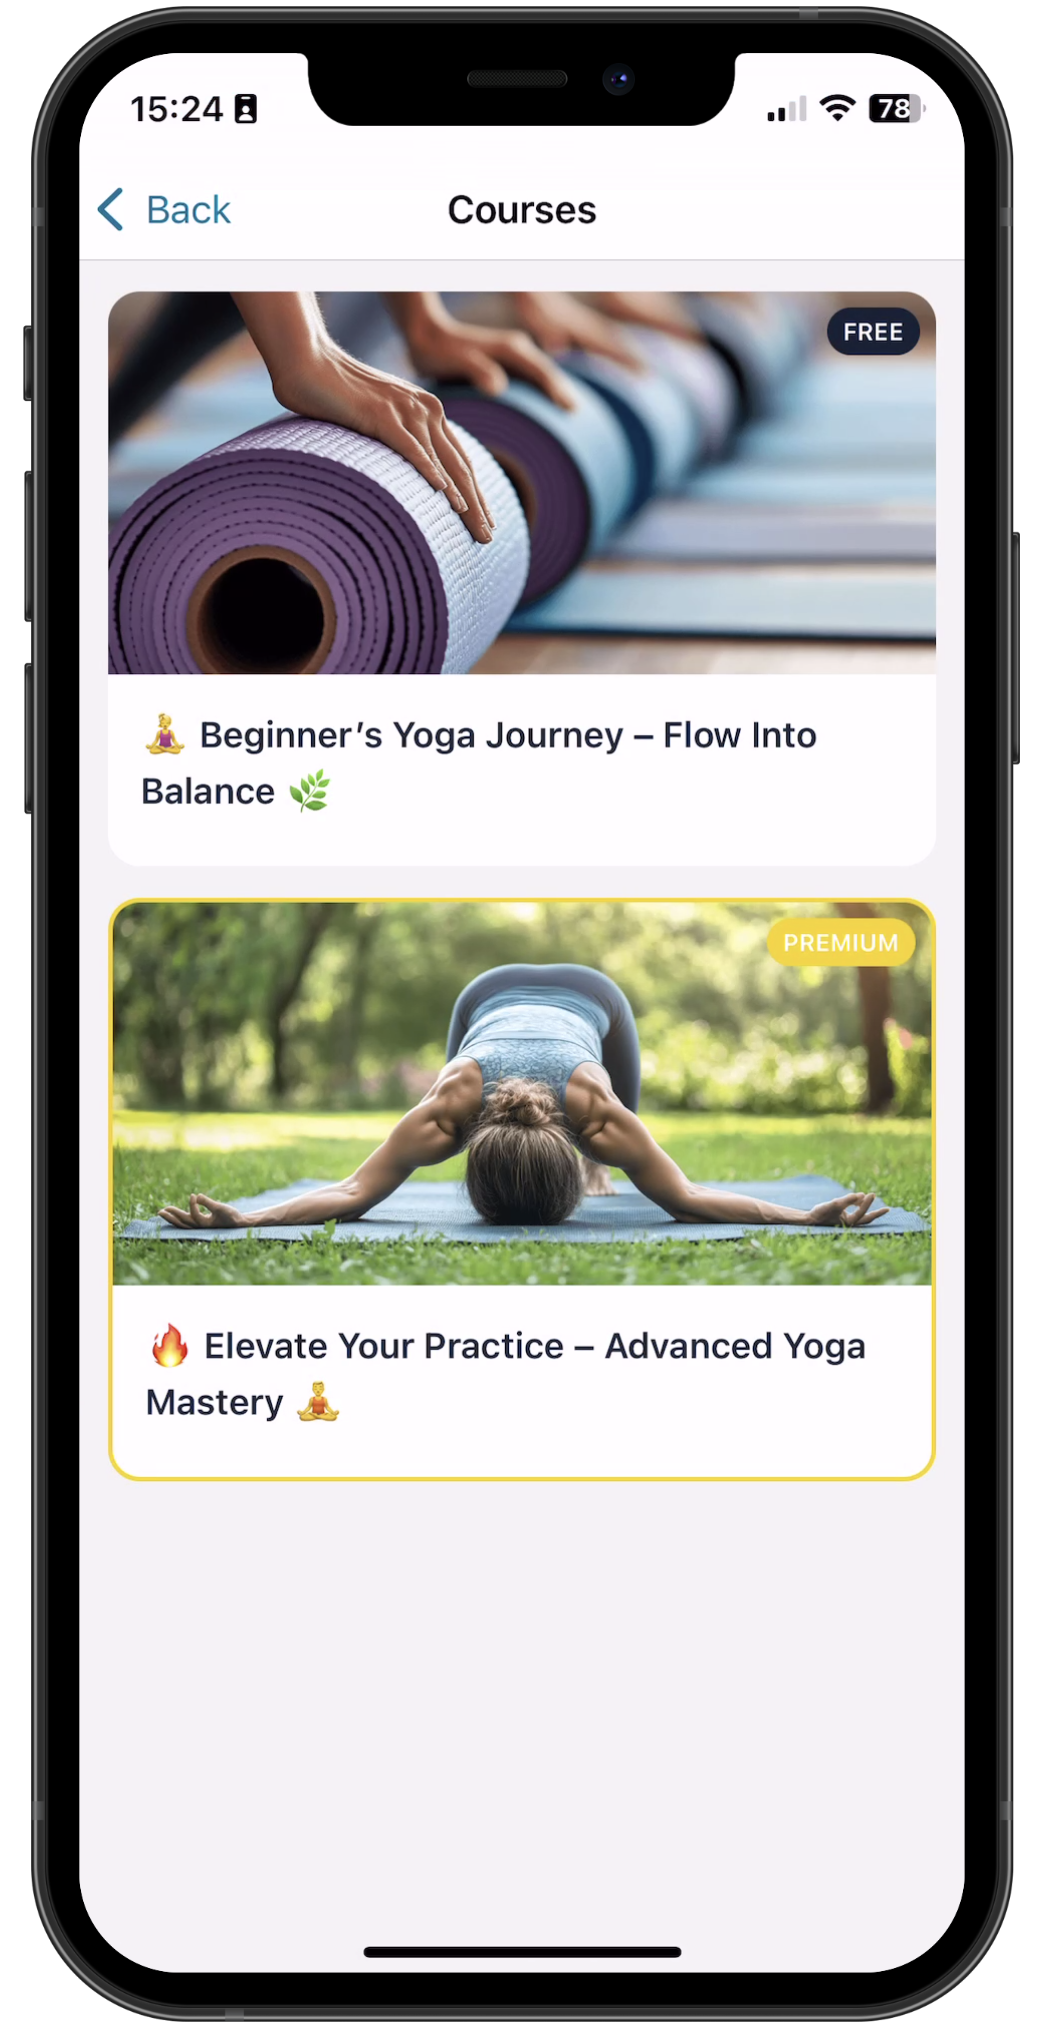 15:24
78
Back
Courses
FREE
🧘‍♀️ Beginner’s Yoga Journey – Flow Into
Balance 🌿
PREMIUM
🔥 Elevate Your Practice – Advanced Yoga
Mastery 🧘